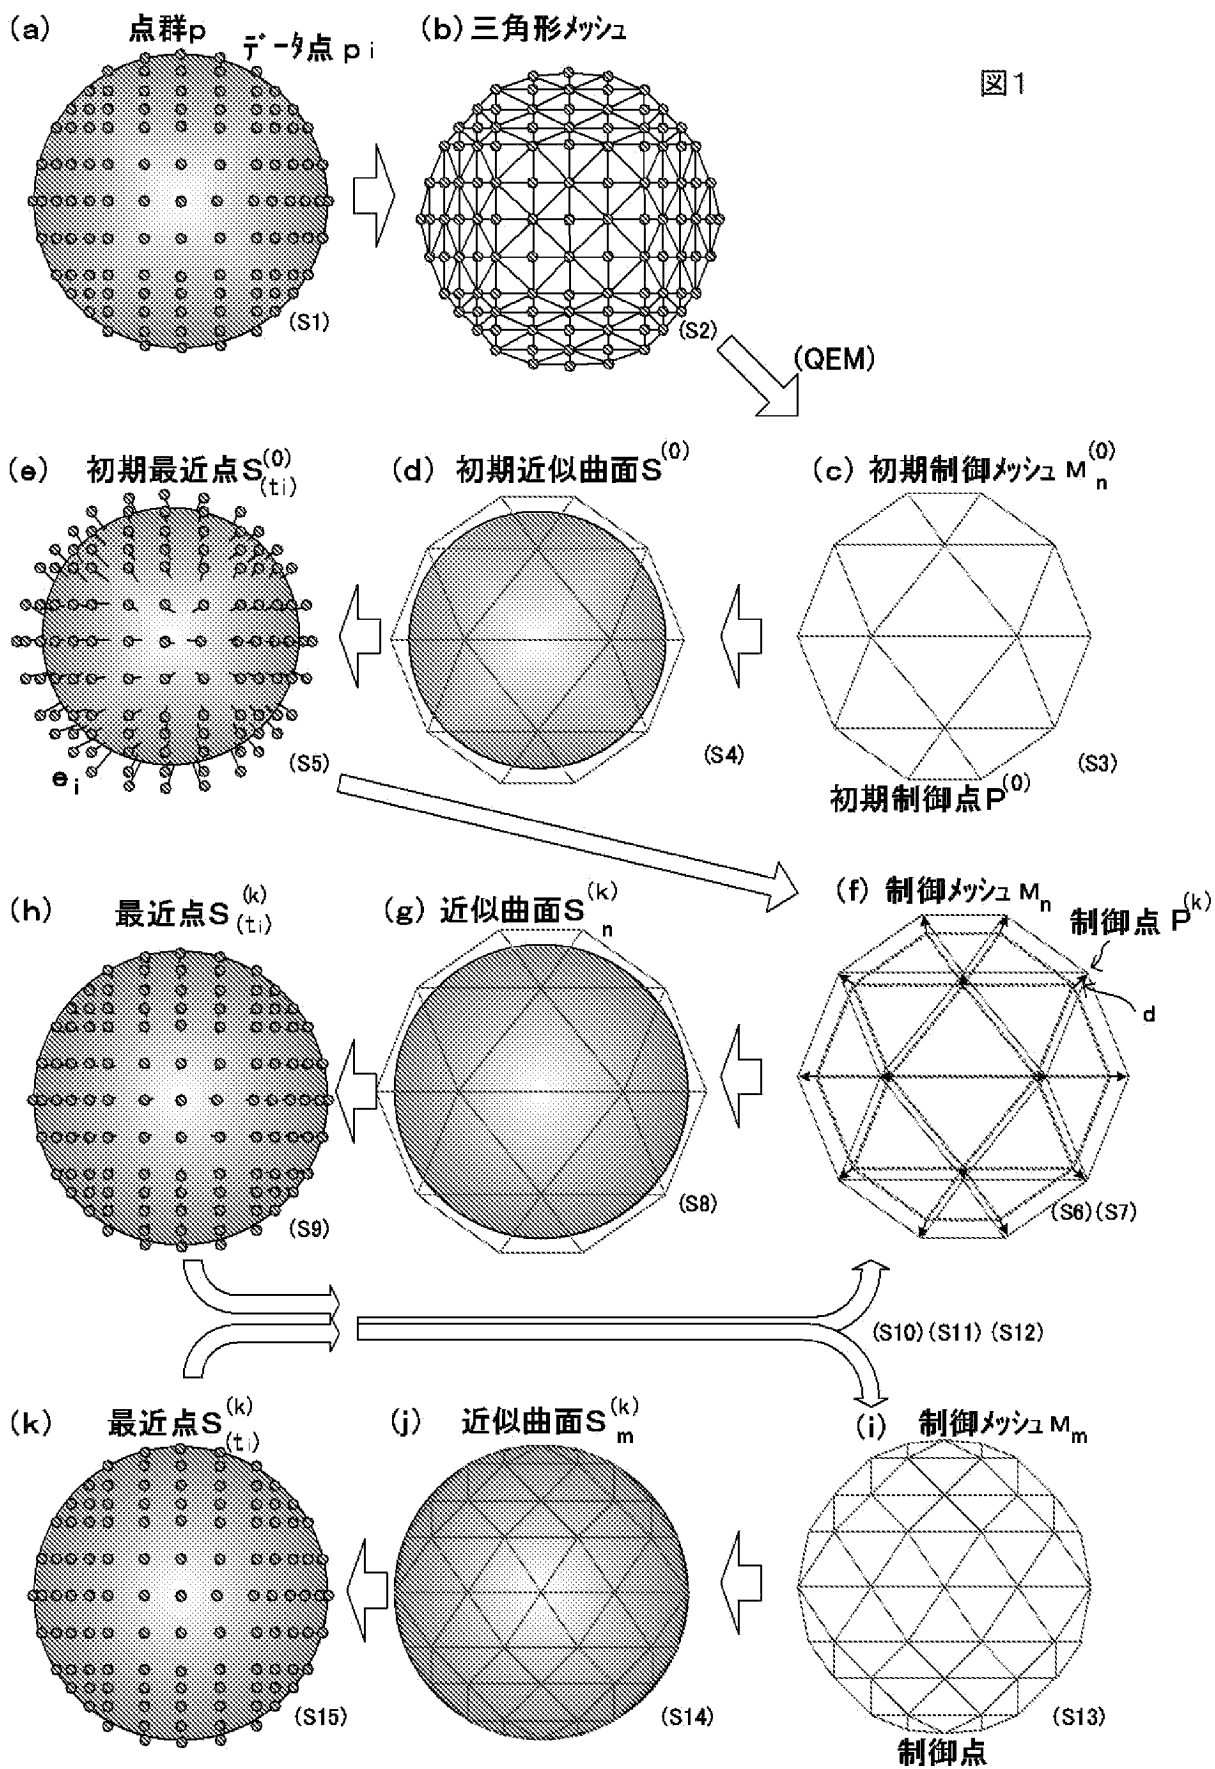 (a) 点群p
データ点 pi
(b) 三角形メッシュ
図1
(S1)
(S2)
(QEM)
(e) 初期最近点S(ti)(0)
(d) 初期近似曲面S(0)
(c) 初期制御メッシュ Mn(0)
ei
(S5)
(S4)
(S3)
初期制御点P(0)
(h) 最近点S(ti)(k)
(g) 近似曲面Sn(k)
(f) 制御メッシュ Mn
制御点 P(k)
d
(S9)
(S8)
(S6)(S7)
(S10)(S11)(S12)
(k) 最近点S(ti)(k)
(j) 近似曲面Sm(k)
(i) 制御メッシュ Mm
(S15)
(S14)
(S13)
制御点